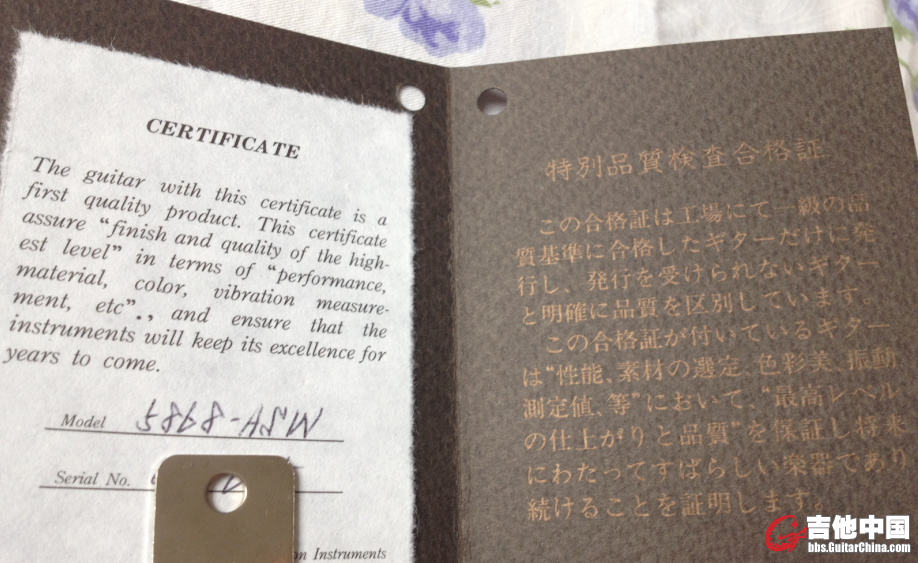 CERTIFICATE
The guitar with this certificate is a
first quality product. This certificate
assure “finish and quality of the high-
est level” in terms of “performance,
material, color, vibration measure-
ment, etc”., and ensure that the
instruments will keep its excellence for
years to come.
Model
Serial No.
Instruments
特別品質検査合格証
この合格証は工場にて一級の品
質基準に合格したギターだけに発
行し、発行を受けられないギター
と明確に品質を区別しています。
この合格証が付いているギター
は“性能、素材の選定、色彩美、振動
測定値、等”において、“最高レベル
の仕上がりと品質”を保証し将来
にわたってすばらしい楽器であり
続けることを証明します。
吉他中国
bbs.GuitarChina.com